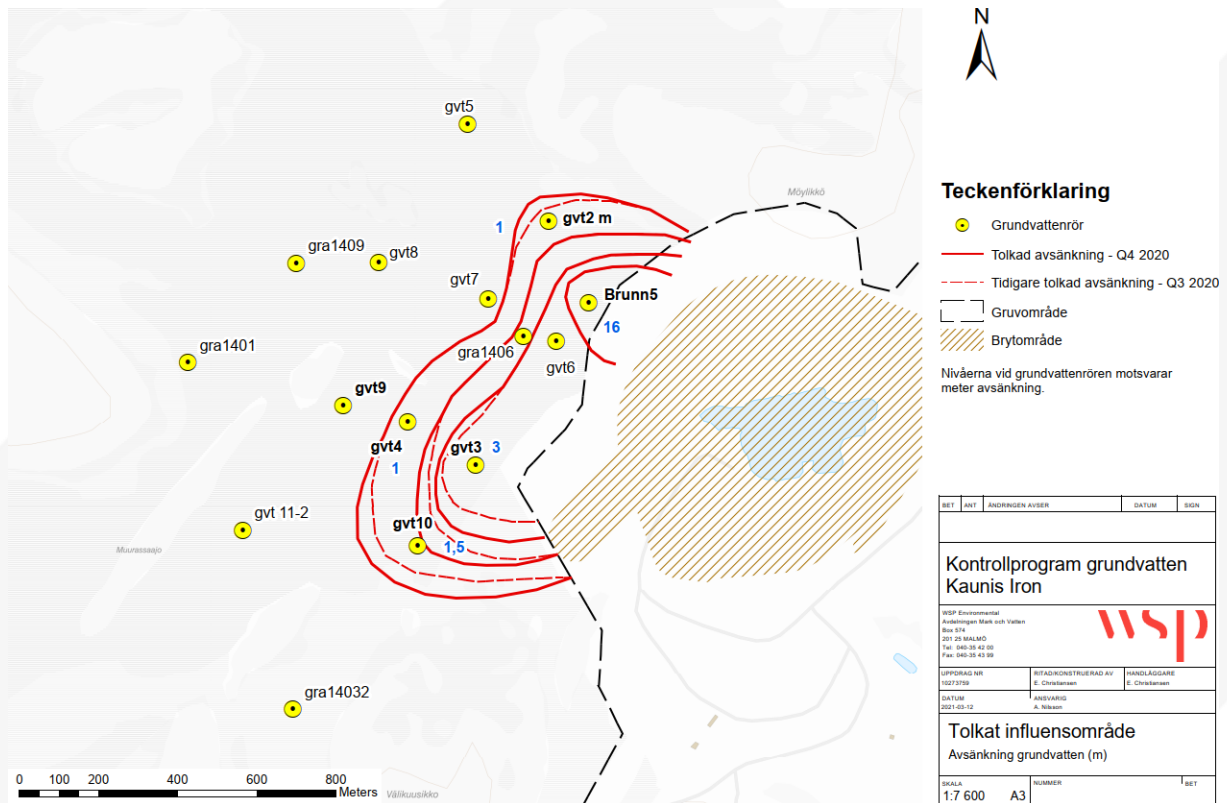 N
gvt5
Möylikkö
gvt2 m
1
gra1409
gvt8
gvt7
Brunn5
16
gra1401
gra1406
gvt6
gvt9
gvt4
1
gvt3
3
gvt 11-2
gvt10
1,5
Muurassaajo
gra14032
0 100 200 400 600 800
Meters
Välikuusikko
Teckenförklaring
Grundvattenrör
Tolkad avsänkning - Q4 2020
Tidigare tolkad avsänkning - Q3 2020
Gruvområde
Brytområde
Nivåerna vid grundvattenrören motsvarar
meter avsänkning.
BET ANT ÄNDRINGEN AVSER DATUM SIGN
Kontrollprogram grundvatten
Kaunis Iron
WSP Environmental
Avdelningen Mark och Vatten
Box 574
201 25 MALMÖ
Tel: 040-35 42 00
Fax: 040-35 43 99
wsp
UPPDRAG NR RITAD/KONSTRUERAD AV HANDLÄGGARE
10273759 E. Christiansen E. Christiansen
DATUM ANSVARIG
2021-03-12 A. Nilsson
Tolkat influensområde
Avsänkning grundvatten (m)
SKALA NUMMER BET
1:7 600 A3